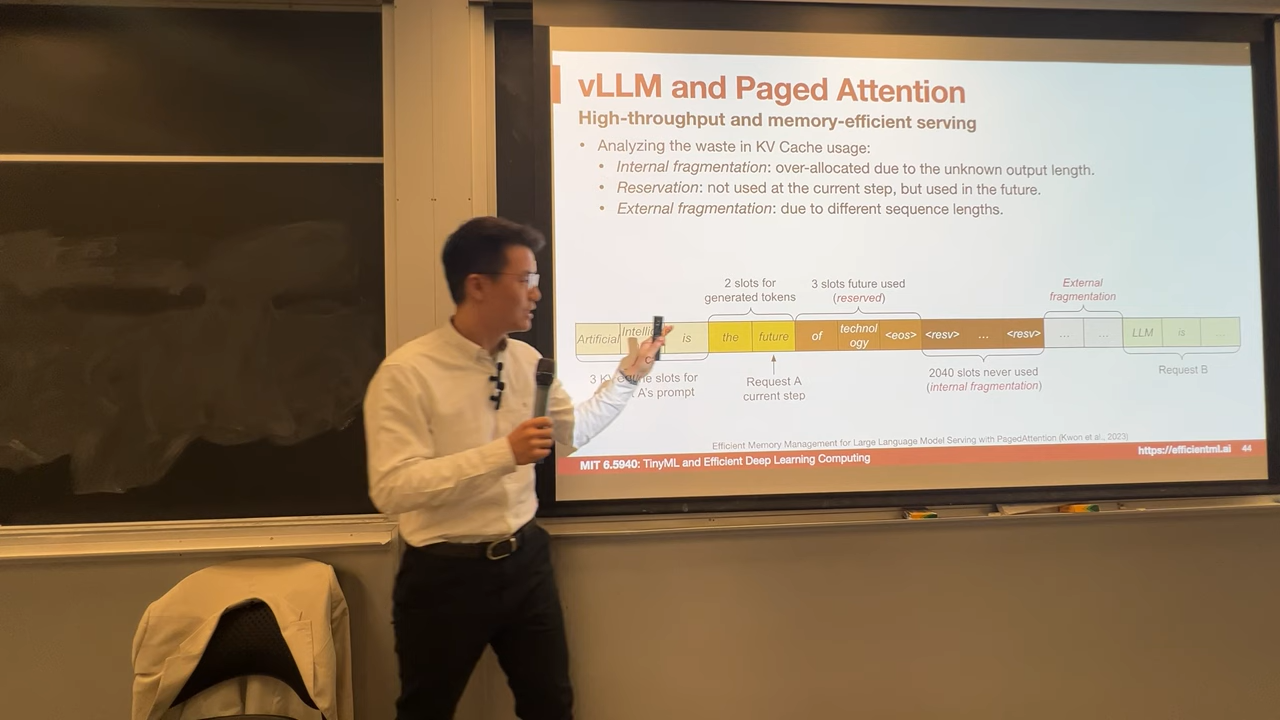 vLLM and Paged Attention
High-throughput and memory-efficient serving
• Analyzing the waste in KV Cache usage:
• Internal fragmentation: over-allocated due to the unknown output length.
• Reservation: not used at the current step, but used in the future.
• External fragmentation: due to different sequence lengths.
2 slots for
generated tokens
3 slots future used
(reserved)
External
fragmentation
Artificial is the future of technol
ogy <eos> <resv> ... <resv> ... ... LLM is ...
3 slots for
A's prompt
Request A
current step
2040 slots never used
(internal fragmentation)
Request B
Efficient Memory Management for Large Language Model Serving with PagedAttention (Kwon et al., 2023)
MIT 6.5940: TinyML and Efficient Deep Learning Computing
https://efficientml.ai 44